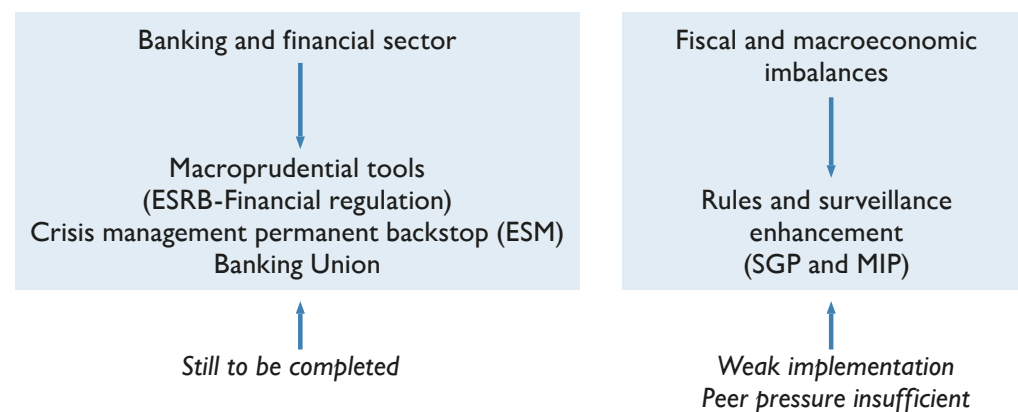 Banking and financial sector
Macroprudential tools
(ESRB-Financial regulation)
Crisis management permanent backstop (ESM)
Banking Union
Still to be completed
Fiscal and macroeconomic
imbalances
Rules and surveillance
enhancement
(SGP and MIP)
Weak implementation
Peer pressure insufficient